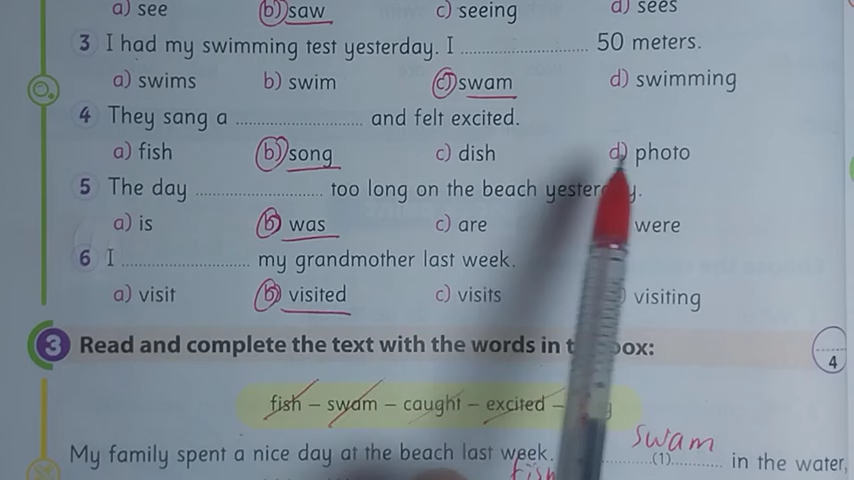 a) see b) saw c) seeing d) sees
3 I had my swimming test yesterday. I .............................. 50 meters.
a) swims b) swim c) swam d) swimming
4 They sang a .............................. and felt excited.
a) fish b) song c) dish d) photo
5 The day .............................. too long on the beach
a) is b) was c) are were
6 I .............................. my grandmother last week.
a) visit b) visited c) visits visiting
3 Read and complete the text with the words in
4
fish – swam – caught – excited –
swam
My family spent a nice day at the beach last week. ............(1)............ in the water,
fish